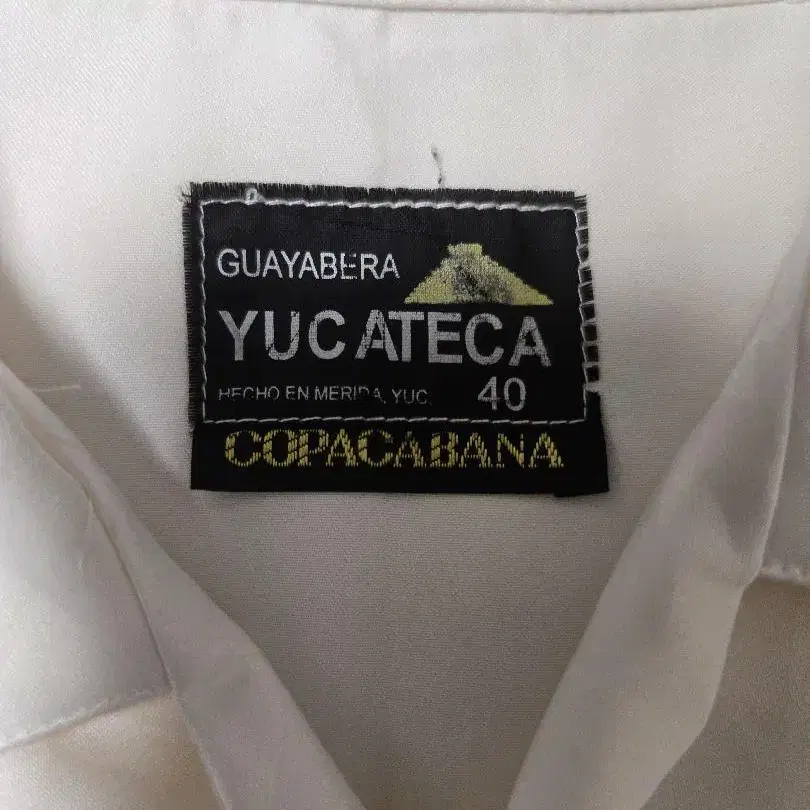 GUAYABERA
YUCATECA
HECHO EN MERIDA, YUC. 40
COPACABANA